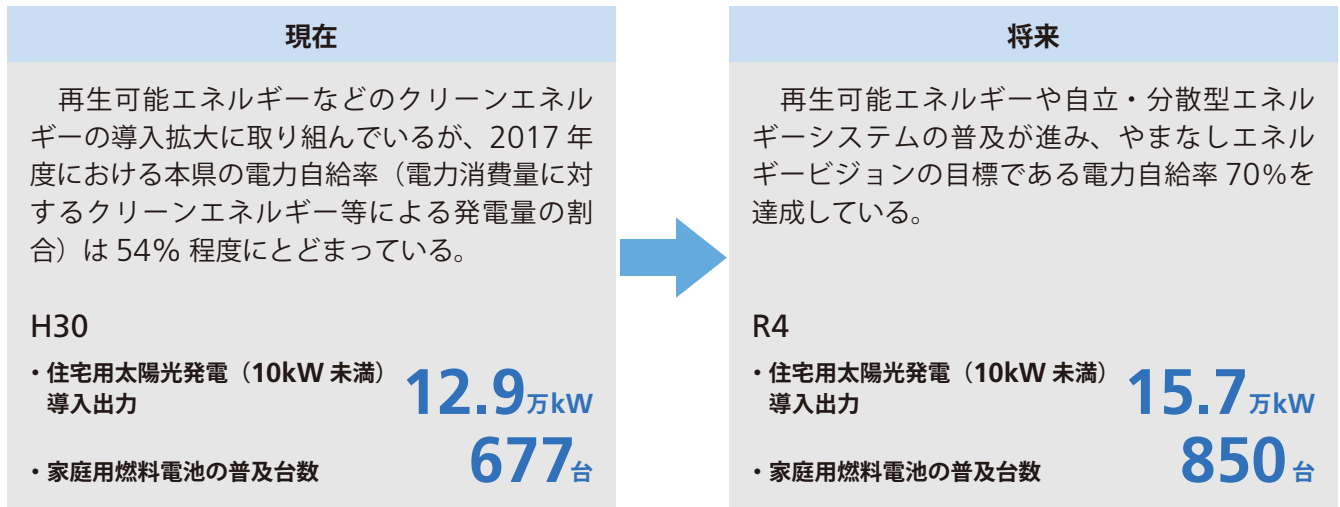 現在
再生可能エネルギーなどのクリーンエネル
ギーの導入拡大に取り組んでいるが、2017 年
度における本県の電力自給率（電力消費量に対
するクリーンエネルギー等による発電量の割
合）は 54% 程度にとどまっている。
H30
・住宅用太陽光発電（10kW 未満）
導入出力 12.9万kW
・家庭用燃料電池の普及台数 677台
将来
再生可能エネルギーや自立・分散型エネル
ギーシステムの普及が進み、やまなしエネル
ギービジョンの目標である電力自給率 70%を
達成している。
R4
・住宅用太陽光発電（10kW 未満）
導入出力 15.7万kW
・家庭用燃料電池の普及台数 850台